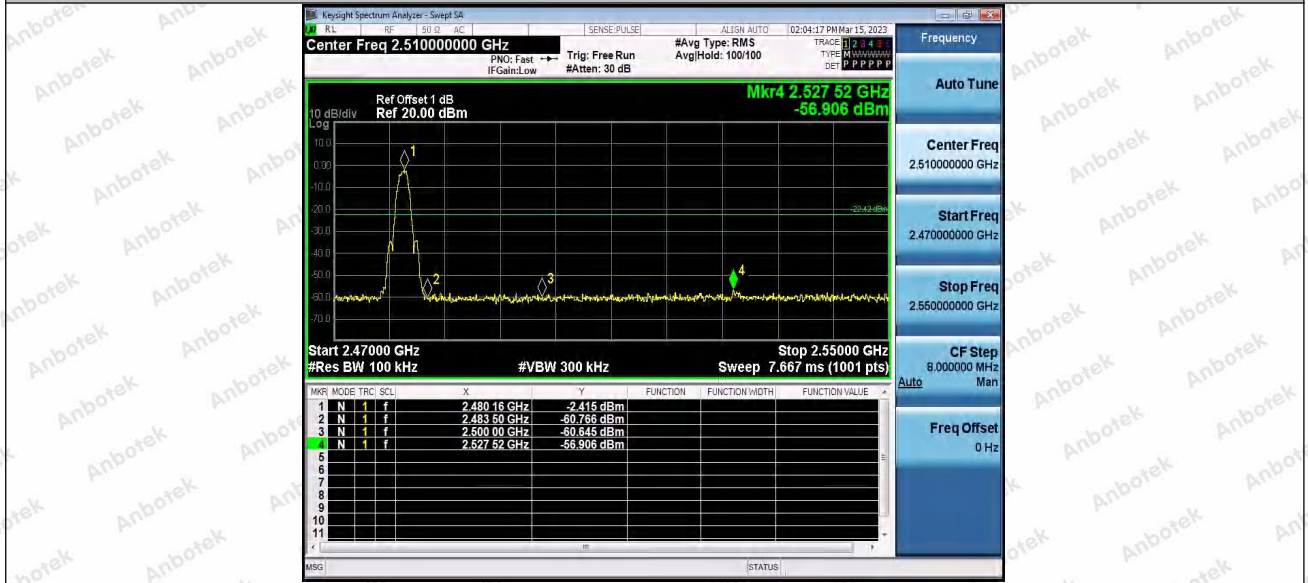 Keysight Spectrum Analyzer - Swept SA
RL RF 50 Ω AC SENSE:PULSE ALIGN AUTO 02:04:17 PM Mar 15, 2023
Center Freq 2.510000000 GHz
PNO: Fast
IFGain:Low
Trig: Free Run
#Atten: 30 dB
#Avg Type: RMS
Avg|Hold: 100/100
TRACE 1 2 3 4 5 6
TYPE M W W W W W
DET P P P P P P
Mkr4 2.527 52 GHz
-56.906 dBm
Ref Offset 1 dB
10 dB/div Ref 20.00 dBm
Log
10.0
0.00
-10.0
-20.0
-30.0
-40.0
-50.0
-60.0
-70.0
1
2
3
4
-22.42 dBm
Start 2.47000 GHz Stop 2.55000 GHz
#Res BW 100 kHz #VBW 300 kHz Sweep 7.667 ms (1001 pts)
MKR MODE TRC SCL X Y FUNCTION FUNCTION WIDTH FUNCTION VALUE
1 N 1 f 2.480 16 GHz -2.415 dBm
2 N 1 f 2.483 50 GHz -60.766 dBm
3 N 1 f 2.500 00 GHz -60.645 dBm
4 N 1 f 2.527 52 GHz -56.906 dBm
5
6
7
8
9
10
11
MSG STATUS
Frequency
Auto Tune
Center Freq
2.510000000 GHz
Start Freq
2.470000000 GHz
Stop Freq
2.550000000 GHz
CF Step
8.000000 MHz
Auto Man
Freq Offset
0 Hz
Anbotek